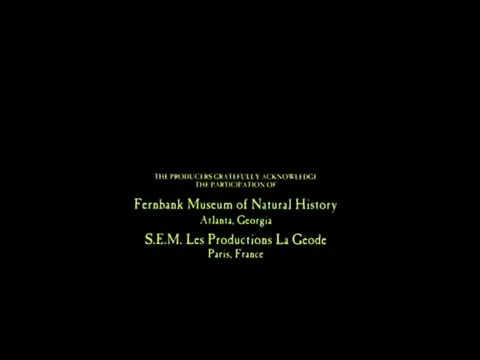 THE PRODUCERS GRATEFULLY ACKNOWLEDGE
THE PARTICIPATION OF
Fernbank Museum of Natural History
Atlanta, Georgia
S.E.M. Les Productions La Géode
Paris, France